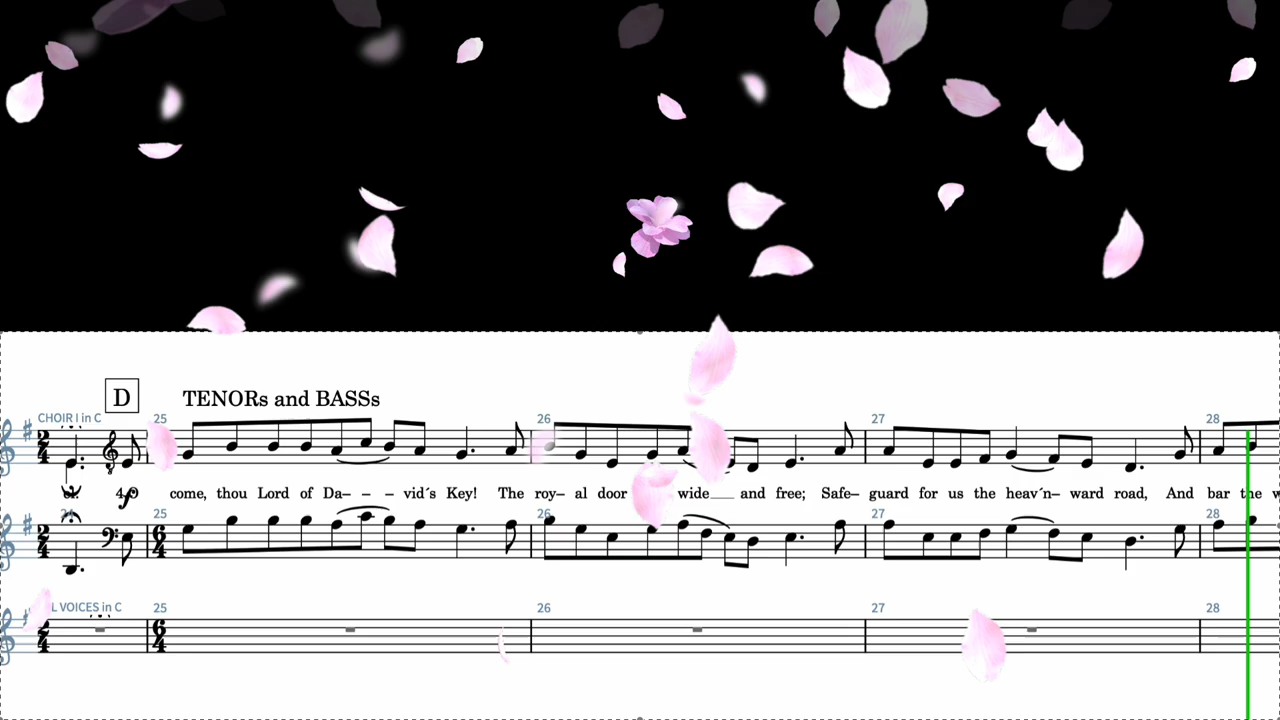 D TENORs and BASSs
CHOIR I in C 25 26 27 28
come, thou Lord of Da– – – vid´s Key! The roy– al door wide and free; Safe– guard for us the heav´n– ward road, And bar the
24 25 26 27 28
L VOICES in C 25 26 27 28